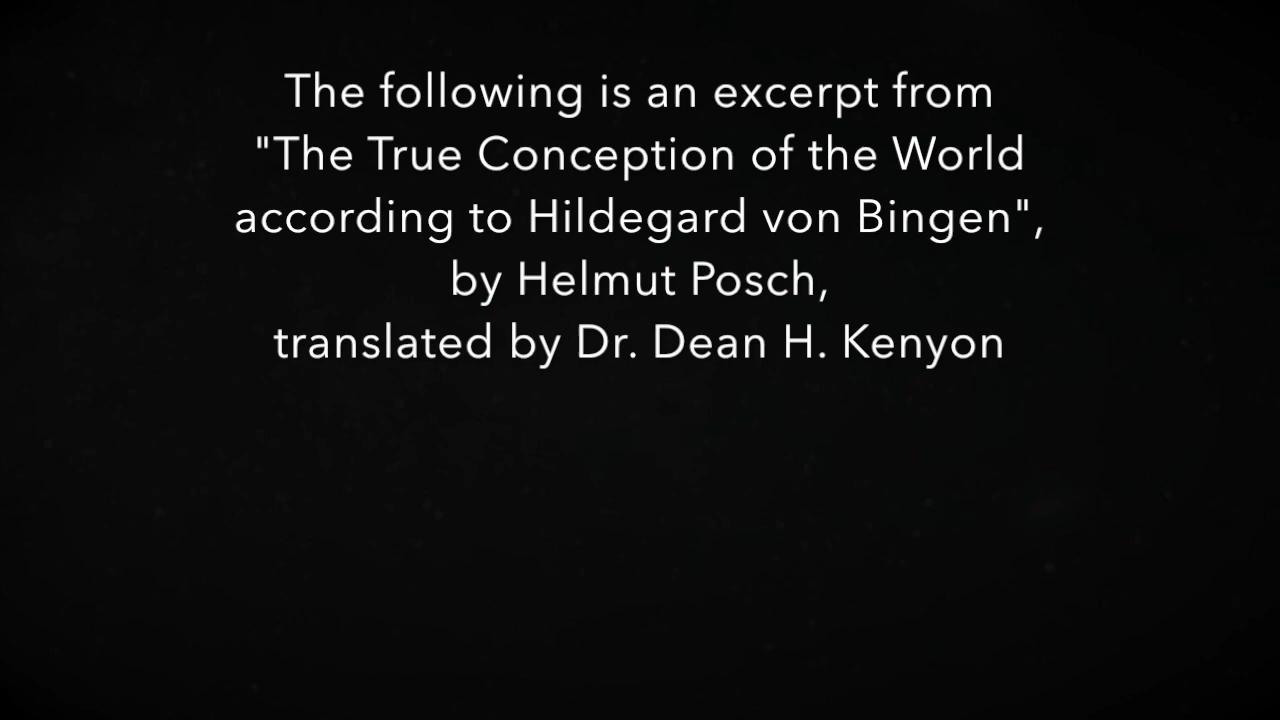 The following is an excerpt from
"The True Conception of the World
according to Hildegard von Bingen",
by Helmut Posch,
translated by Dr. Dean H. Kenyon